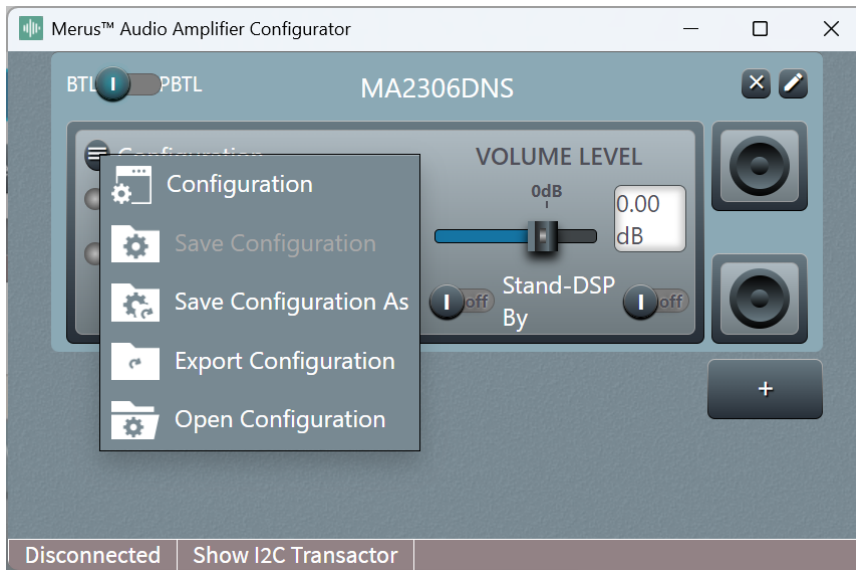 Merus™ Audio Amplifier Configurator
BTL
PBTL
MA2306DNS
Configuration
VOLUME LEVEL
Configuration
0dB
0.00
dB
Save Configuration
Save Configuration As
off
Stand-DSP
By
off
Export Configuration
Open Configuration
+
Disconnected
Show I2C Transactor